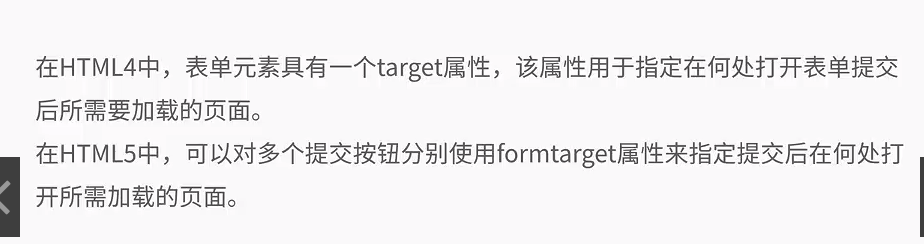 在HTML4中，表单元素具有一个target属性，该属性用于指定在何处打开表单提交
后所需要加载的页面。
在HTML5中，可以对多个提交按钮分别使用formtarget属性来指定提交后在何处打
开所需加载的页面。